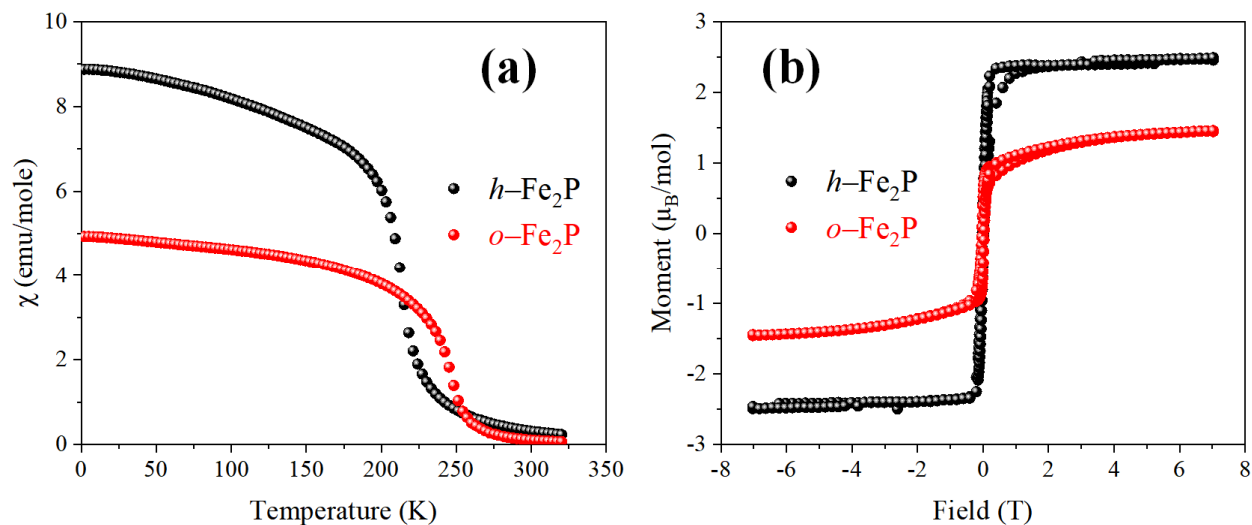 (a)
χ (emu/mole)
10
8
6
4
2
0
h–Fe₂P
o–Fe₂P
0 50 100 150 200 250 300 350
Temperature (K)
(b)
Moment (μ_B/mol)
3
2
1
0
-1
-2
-3
h–Fe₂P
o–Fe₂P
-8 -6 -4 -2 0 2 4 6 8
Field (T)